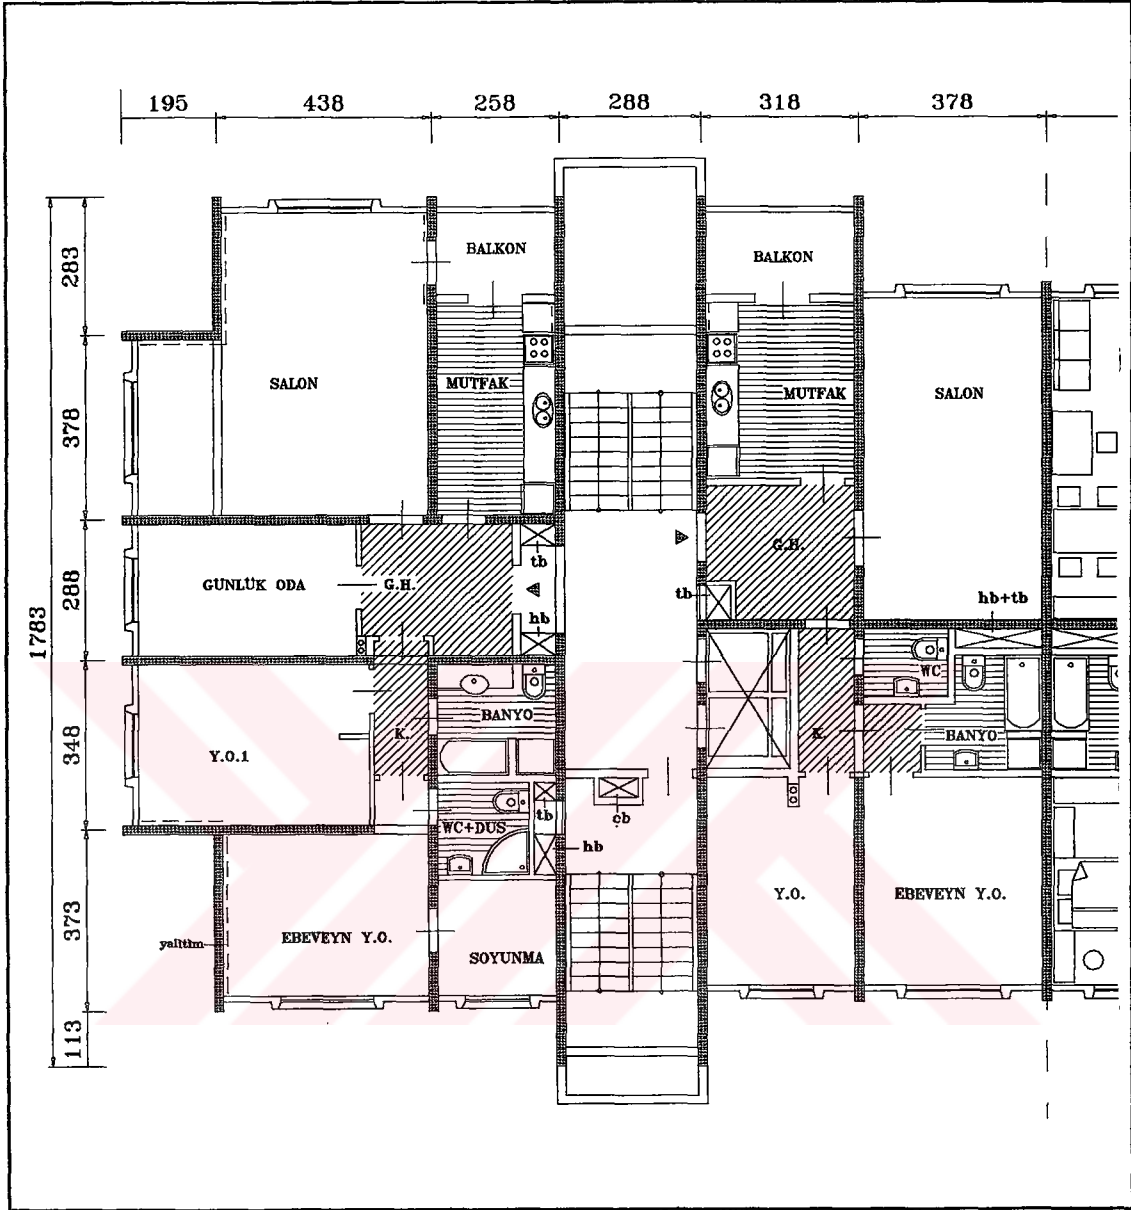 195 438 258 288 318 378
283
378
288
1783
348
373
113
BALKON
BALKON
SALON
MUTFAK
MUTFAK
SALON
GUNLUK ODA
G.H.
tb
hb
G.H.
tb
hb+tb
WC
BANYO
K.
Y.O.1
K.
BANYO
tb
WC+DUS
cb
hb
Y.O.
EBEVEYN Y.O.
yalitim
EBEVEYN Y.O.
SOYUNMA